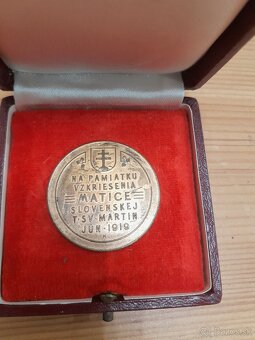 NA PAMIATKU
VZKRIESENIA
MATICE
SLOVENSKEJ
T·SV·MARTIN
JÚN·1919